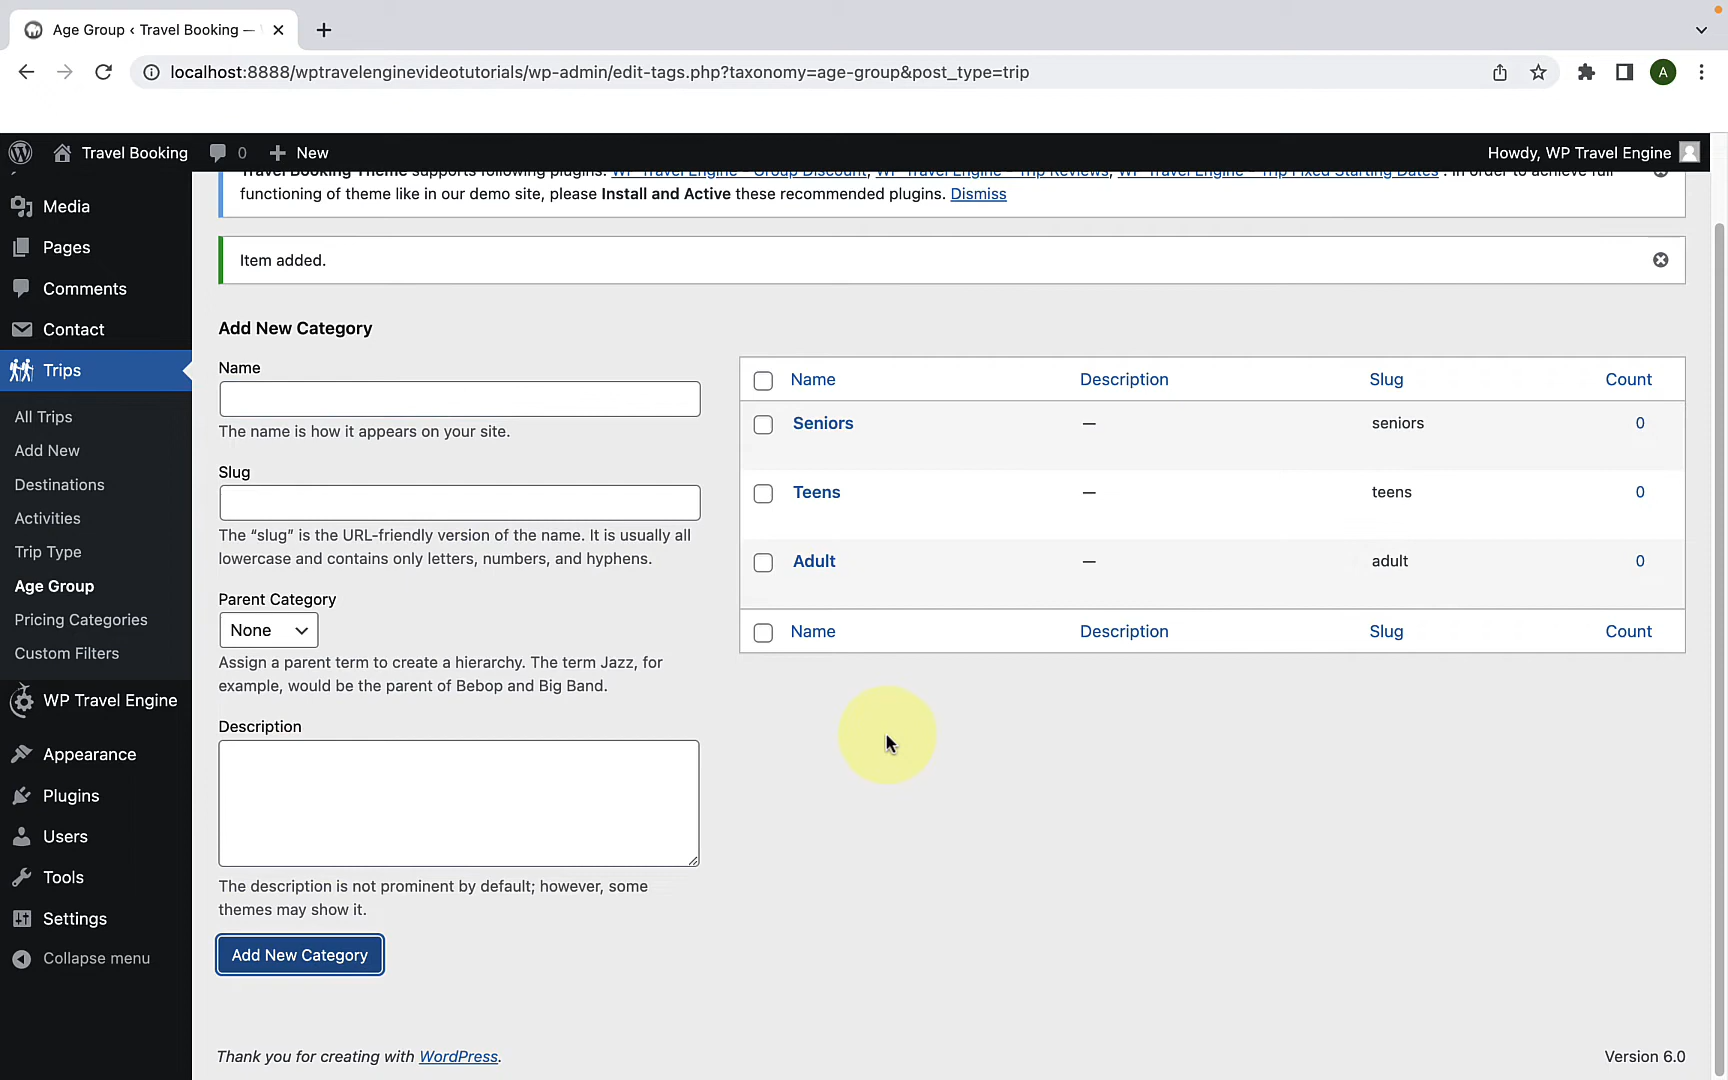 Age Group ‹ Travel Booking —
localhost:8888/wptravelenginevideotutorials/wp-admin/edit-tags.php?taxonomy=age-group&post_type=trip
A
Travel Booking
0
New
Howdy, WP Travel Engine
Media
Pages
Comments
Contact
Trips
All Trips
Add New
Destinations
Activities
Trip Type
Age Group
Pricing Categories
Custom Filters
WP Travel Engine
Appearance
Plugins
Users
Tools
Settings
Collapse menu
Travel Booking Theme supports following plugins: WP Travel Engine - Group Discount, WP Travel Engine - Trip Reviews, WP Travel Engine - Trip Fixed Starting Dates . In order to achieve full
functioning of theme like in our demo site, please Install and Active these recommended plugins. Dismiss
Item added.
Add New Category
Name
The name is how it appears on your site.
Slug
The “slug” is the URL-friendly version of the name. It is usually all
lowercase and contains only letters, numbers, and hyphens.
Parent Category
None
Assign a parent term to create a hierarchy. The term Jazz, for
example, would be the parent of Bebop and Big Band.
Description
The description is not prominent by default; however, some
themes may show it.
Add New Category
Name Description Slug Count
Seniors — seniors 0
Teens — teens 0
Adult — adult 0
Name Description Slug Count
Thank you for creating with WordPress.
Version 6.0